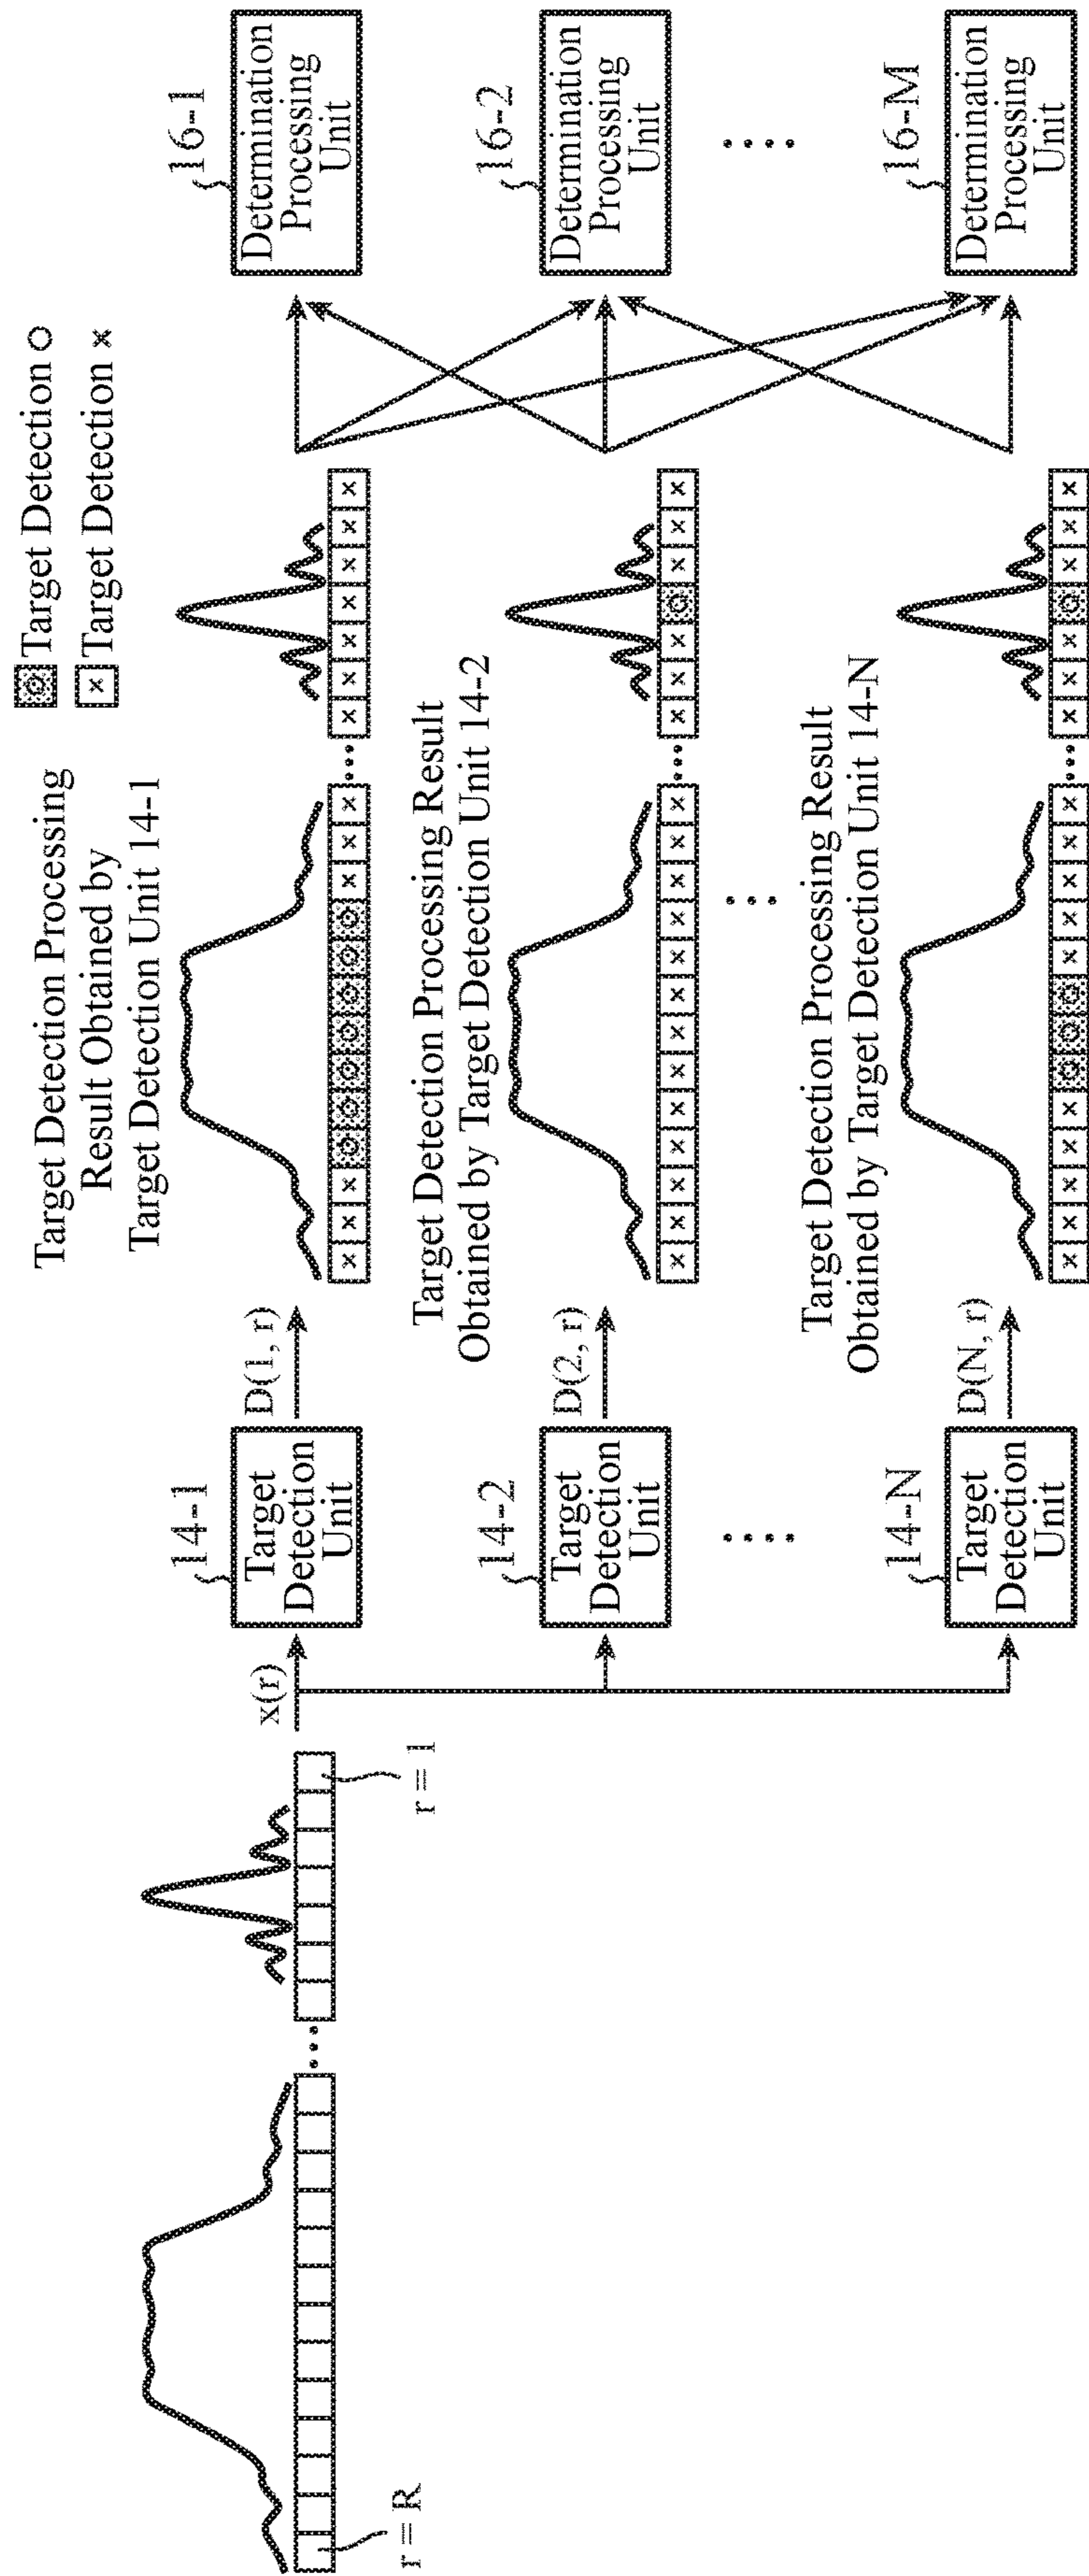 Target Detection ○
× Target Detection ×
Target Detection Processing
Result Obtained by
Target Detection Unit 14-1
r = R
r = 1
x(r)
14-1
Target
Detection
Unit
D(1, r)
× × × ○ ○ ○ ○ ○ ○ ○ × × × ... × × × × × × ×
16-1
Determination
Processing
Unit
Target Detection Processing Result
Obtained by Target Detection Unit 14-2
14-2
Target
Detection
Unit
D(2, r)
× × × × × × × × × × × × × ... × × × ○ × × ×
16-2
Determination
Processing
Unit
Target Detection Processing Result
Obtained by Target Detection Unit 14-N
14-N
Target
Detection
Unit
D(N, r)
× × × × × ○ ○ ○ × × × × × ... × × × ○ × × ×
16-M
Determination
Processing
Unit